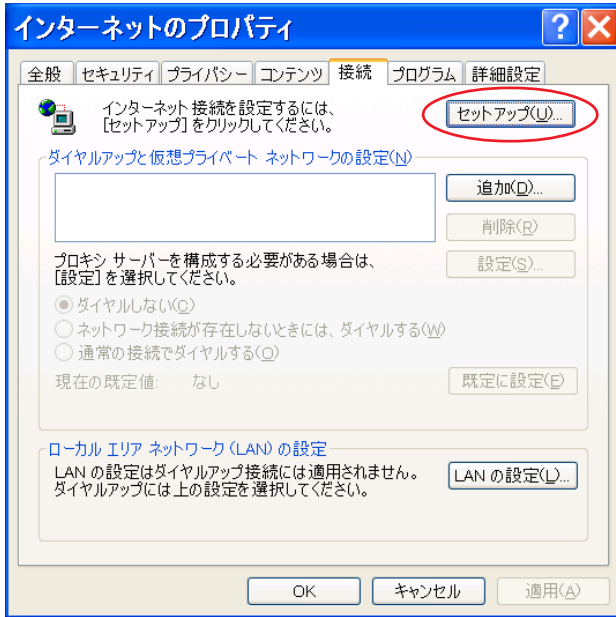 インターネットのプロパティ
全般 セキュリティ プライバシー コンテンツ 接続 プログラム 詳細設定
インターネット接続を設定するには、
[セットアップ] をクリックしてください。
セットアップ(U)...
ダイヤルアップと仮想プライベート ネットワークの設定(N)
追加(D)...
削除(R)
設定(S)...
プロキシ サーバーを構成する必要がある場合は、
[設定] を選択してください。
ダイヤルしない(C)
ネットワーク接続が存在しないときには、ダイヤルする(W)
通常の接続でダイヤルする(O)
現在の既定値: なし
既定に設定(E)
ローカル エリア ネットワーク (LAN) の設定
LAN の設定はダイヤルアップ接続には適用されません。
ダイヤルアップには上の設定を選択してください。
LAN の設定(L)...
OK キャンセル 適用(A)